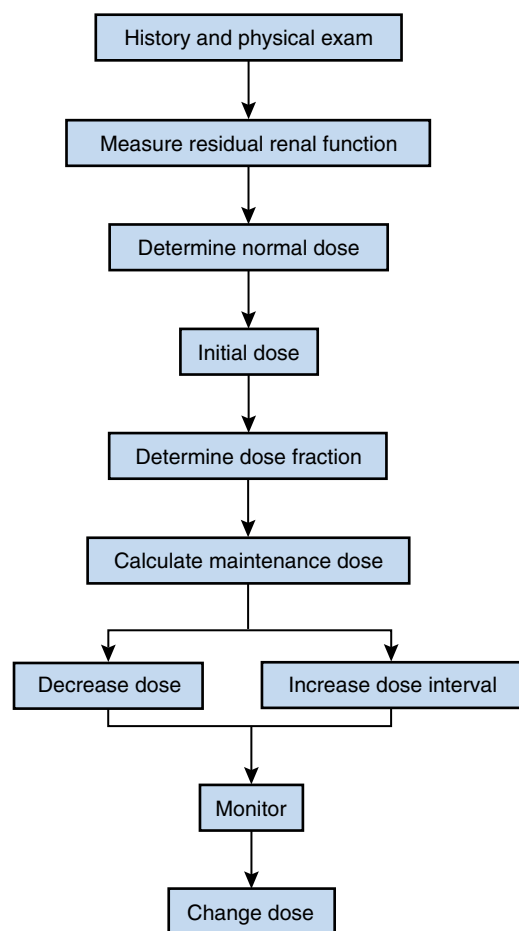 History and physical exam
Measure residual renal function
Determine normal dose
Initial dose
Determine dose fraction
Calculate maintenance dose
Decrease dose
Increase dose interval
Monitor
Change dose